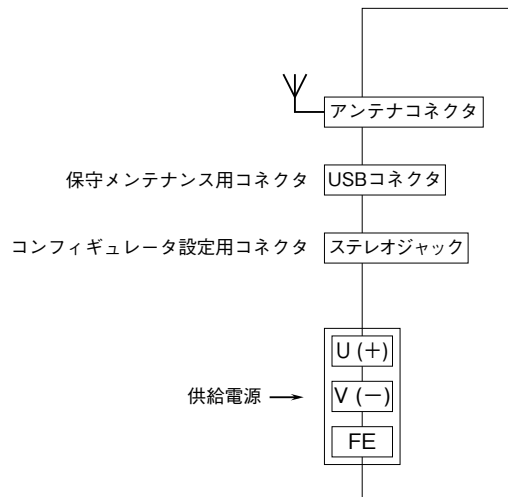 アンテナコネクタ
保守メンテナンス用コネクタ USBコネクタ
コンフィギュレータ設定用コネクタ ステレオジャック
U (+)
供給電源 V (−)
FE